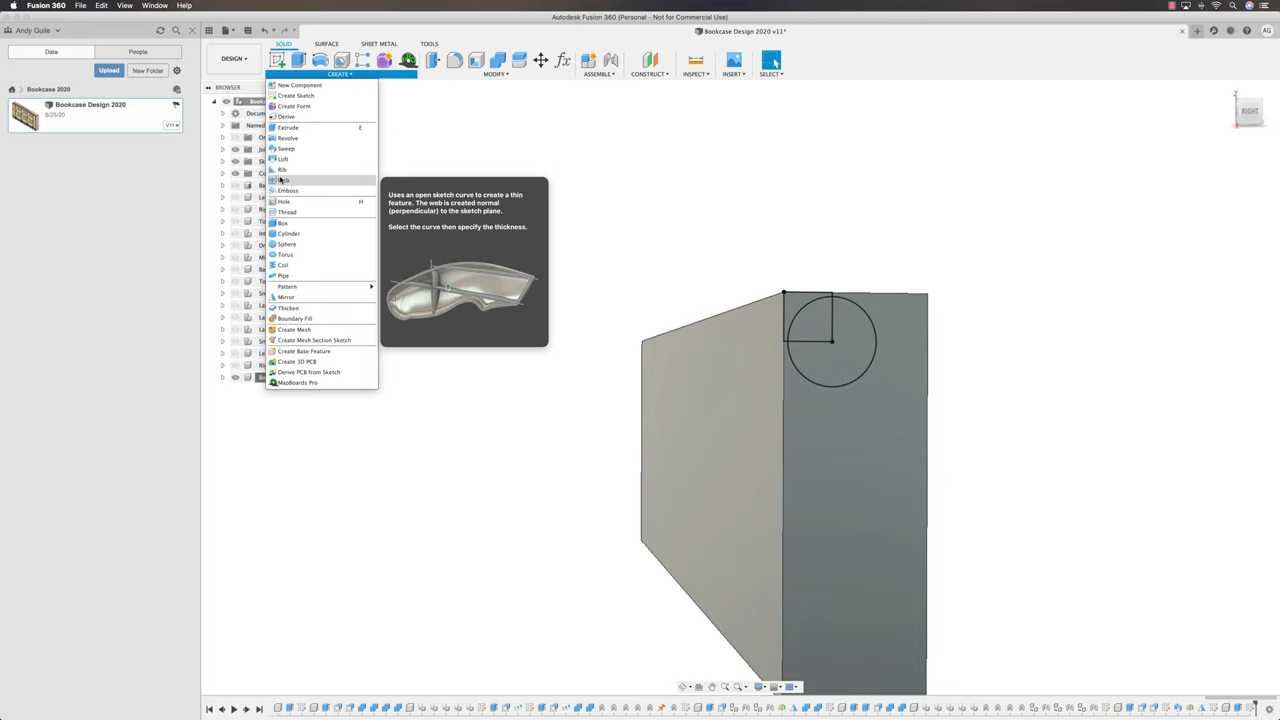 Fusion 360 File Edit View Window Help
Autodesk Fusion 360 (Personal - Not for Commercial Use)
Andy Guile
Bookcase Design 2020 v11*
AG
Data People
SOLID SURFACE SHEET METAL TOOLS
DESIGN
Upload New Folder
CREATE MODIFY ASSEMBLE CONSTRUCT INSPECT INSERT SELECT
Bookcase 2020
BROWSER
Bookcase Design 2020
8/25/20
V11
New Component
Create Sketch
Create Form
Derive
Extrude E
Revolve
Sweep
Loft
Rib
Emboss
Hole H
Thread
Box
Cylinder
Sphere
Torus
Coil
Pipe
Pattern
Mirror
Thicken
Boundary Fill
Create Mesh
Create Mesh Section Sketch
Create Base Feature
Create 3D PCB
Derive PCB from Sketch
MapBoards Pro
Uses an open sketch curve to create a thin
feature. The web is created normal
(perpendicular) to the sketch plane.
Select the curve then specify the thickness.
Z
RIGHT